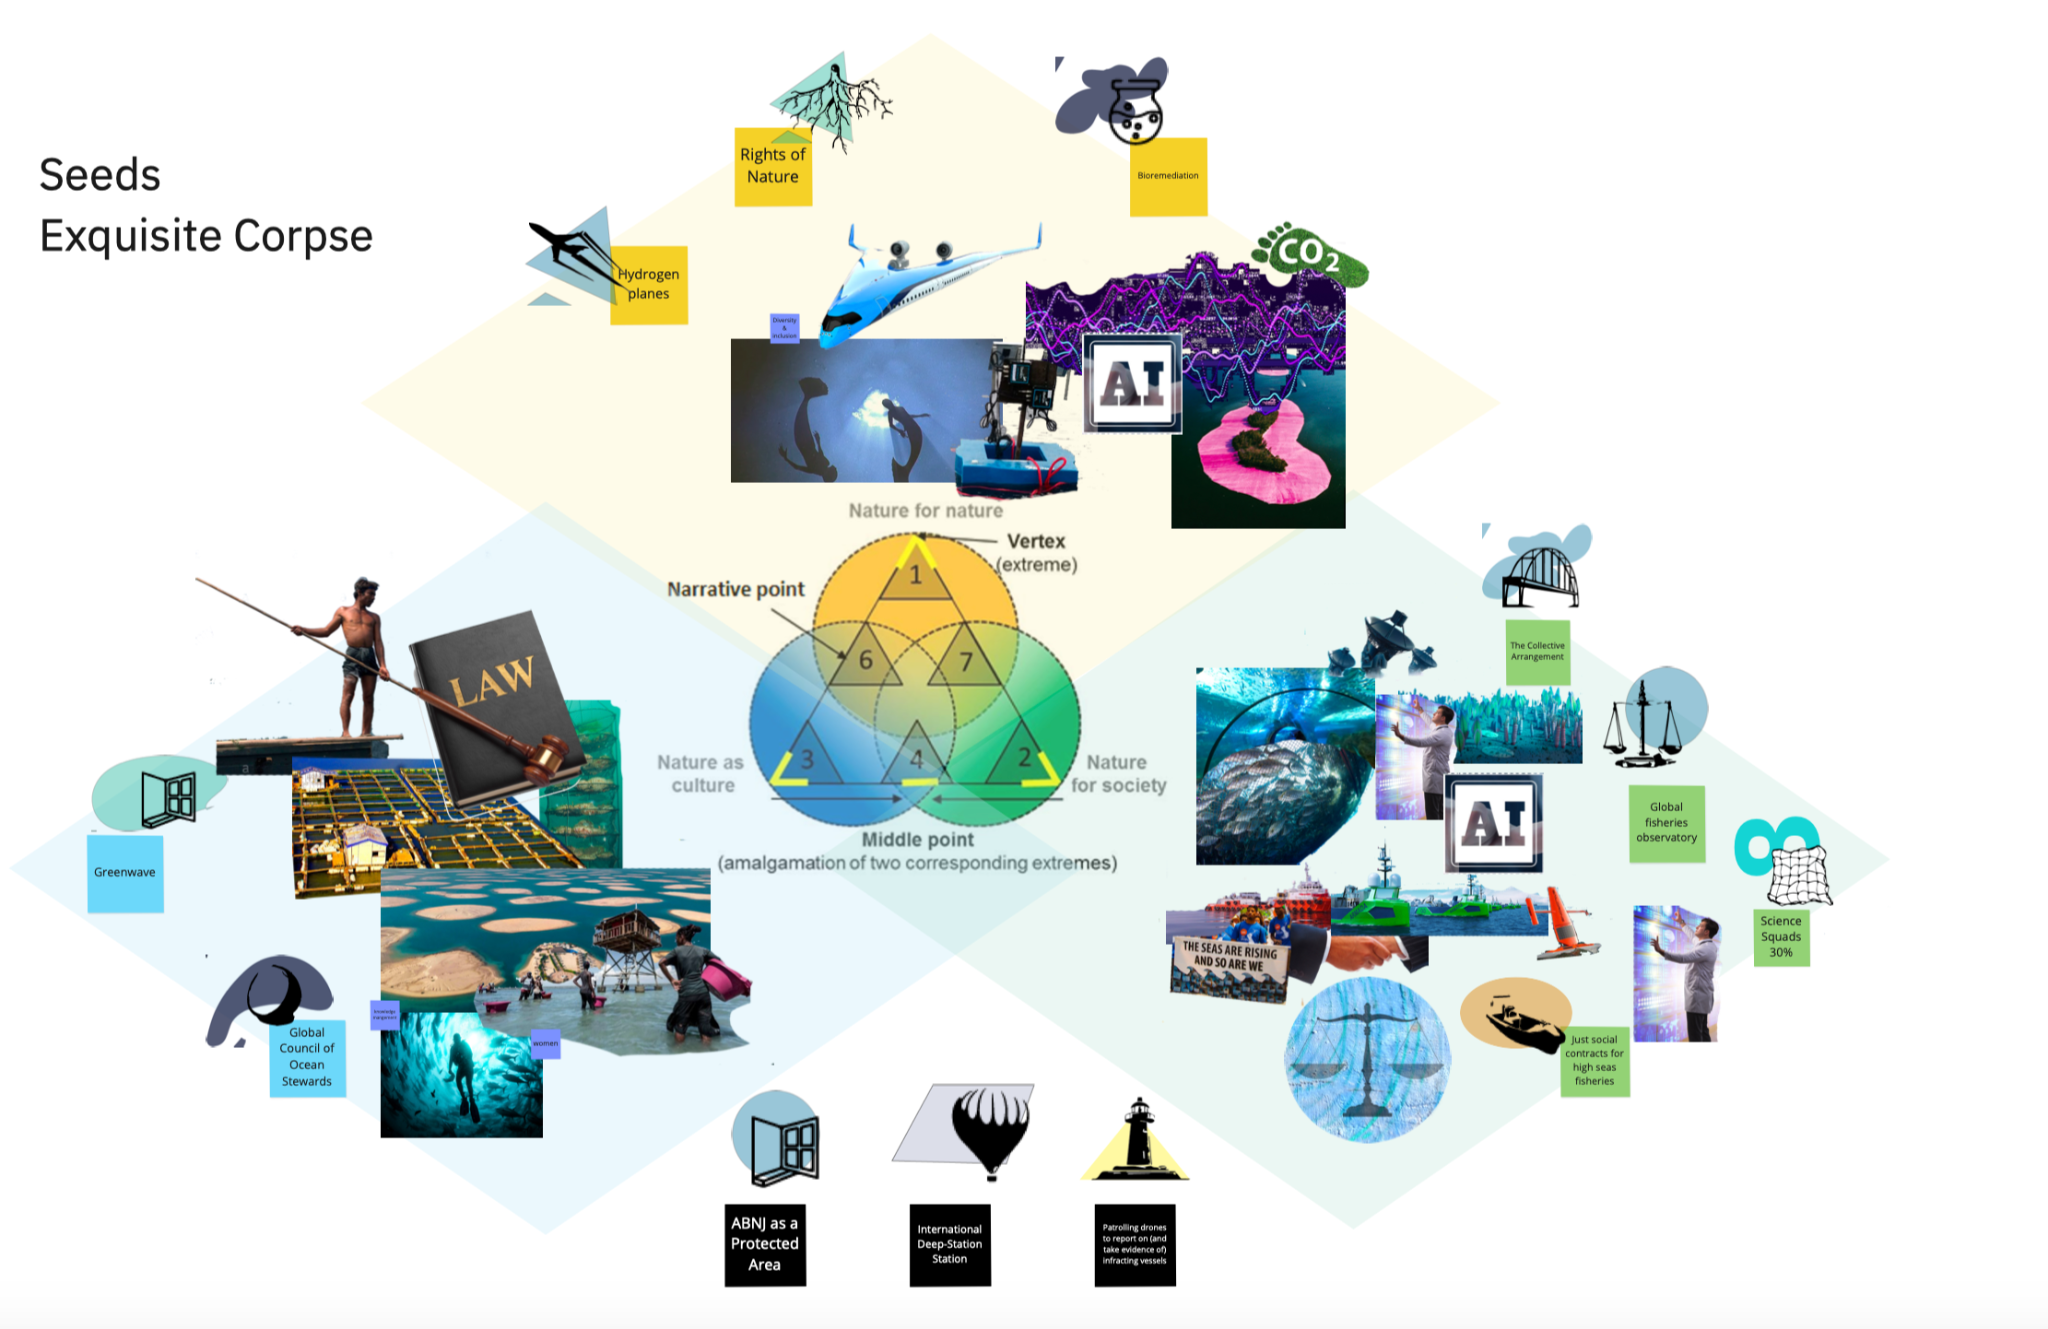 Seeds
Exquisite Corpse
Rights of
Nature
Bioremediation
Hydrogen
planes
CO2
Diversity
&
Inclusion
AI
Nature for nature
Vertex
(extreme)
Narrative point
1
6
7
3
4
2
Nature as
culture
Nature
for society
Middle point
(amalgamation of two corresponding extremes)
LAW
a
Greenwave
Global
Council of
Ocean
Stewards
knowledge
women
The Collective
Arrangement
Global
fisheries
observatory
AI
8
Science
Squads
30%
THE SEAS ARE RISING
AND SO ARE WE
Just social
contracts for
high seas
fisheries
ABNJ as a
Protected
Area
International
Deep-Station
Station
Patrolling drones
to report on (and
take evidence of)
infracting vessels